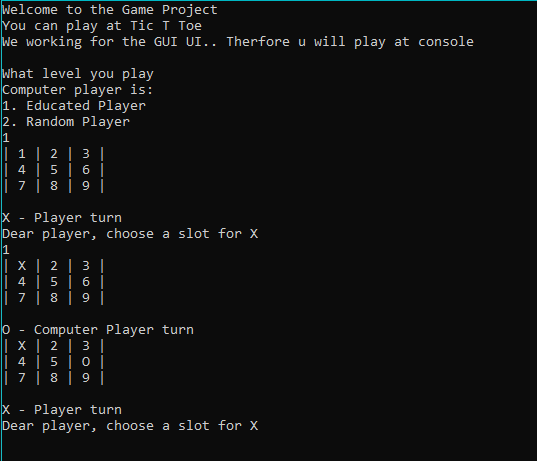 Welcome to the Game Project
You can play at Tic T Toe
We working for the GUI UI.. Therfore u will play at console
What level you play
Computer player is:
1. Educated Player
2. Random Player
1
| 1 | 2 | 3 |
| 4 | 5 | 6 |
| 7 | 8 | 9 |
X - Player turn
Dear player, choose a slot for X
1
| X | 2 | 3 |
| 4 | 5 | 6 |
| 7 | 8 | 9 |
O - Computer Player turn
| X | 2 | 3 |
| 4 | 5 | O |
| 7 | 8 | 9 |
X - Player turn
Dear player, choose a slot for X